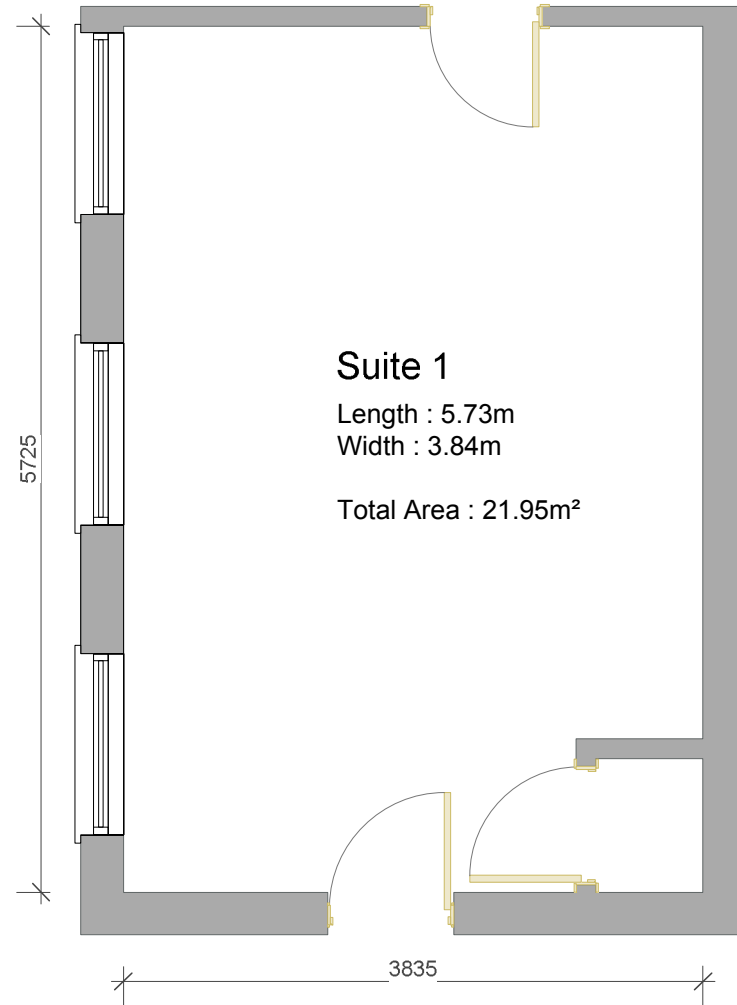 Suite 1
Length : 5.73m
Width : 3.84m
Total Area : 21.95m²
5725
3835